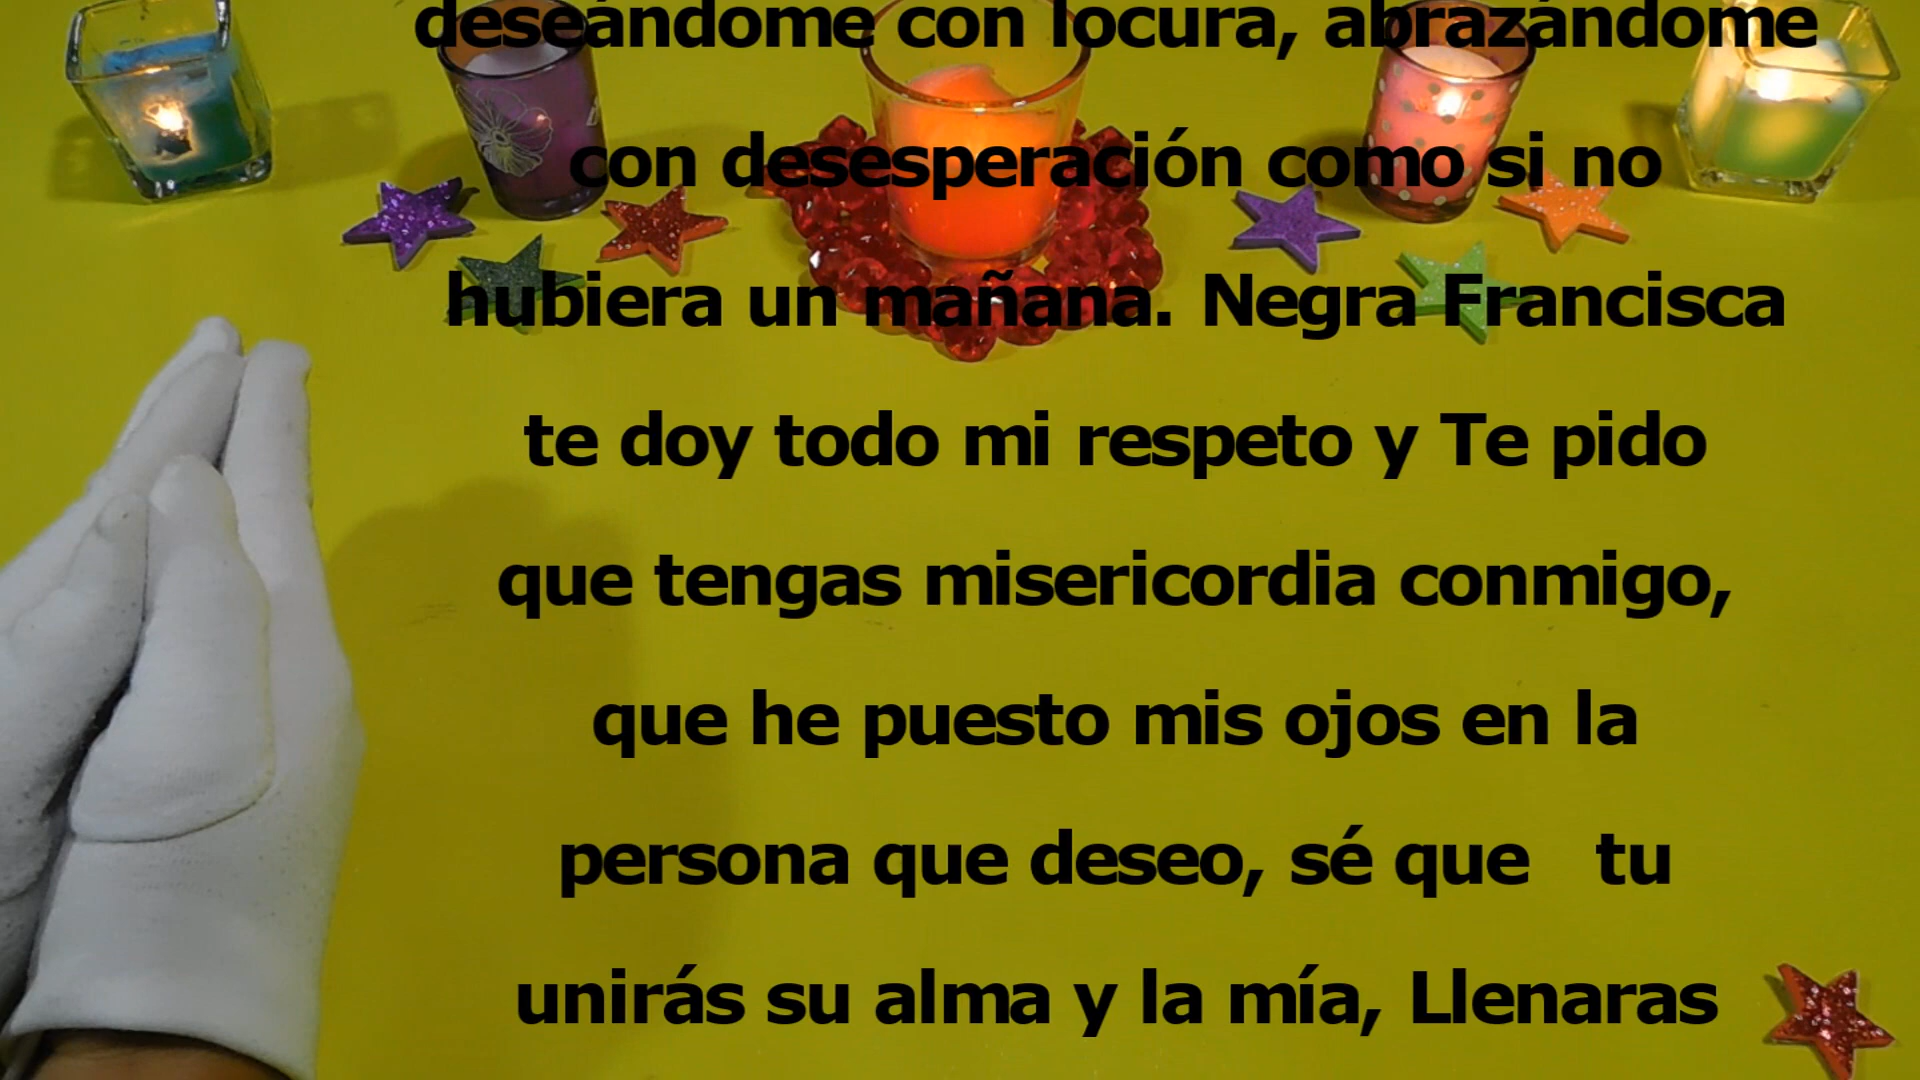 deseándome con locura, abrazándome
con desesperación como si no
hubiera un mañana. Negra Francisca
te doy todo mi respeto y Te pido
que tengas misericordia conmigo,
que he puesto mis ojos en la
persona que deseo, sé que tu
unirás su alma y la mía, Llenaras